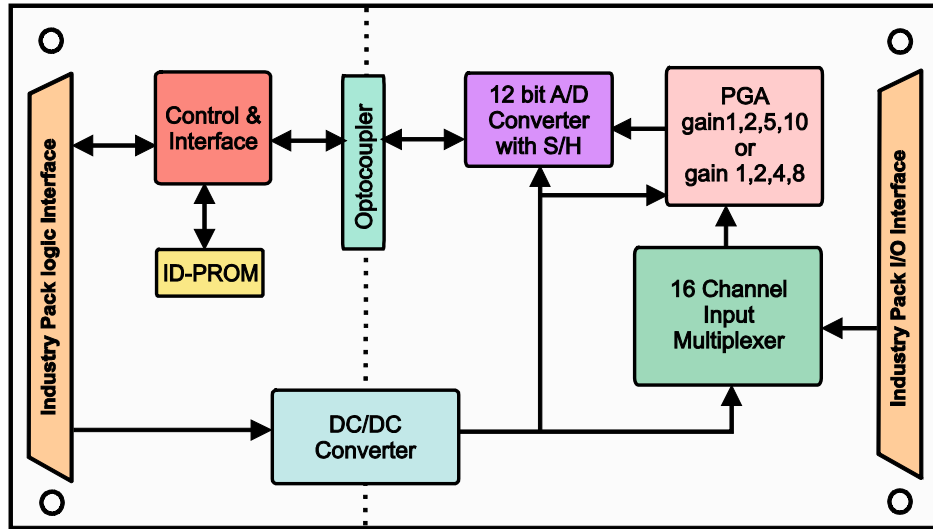 Industry Pack logic Interface
Control &
Interface
ID-PROM
Optocoupler
12 bit A/D
Converter
with S/H
PGA
gain1,2,5,10
or
gain 1,2,4,8
16 Channel
Input
Multiplexer
DC/DC
Converter
Industry Pack I/O Interface